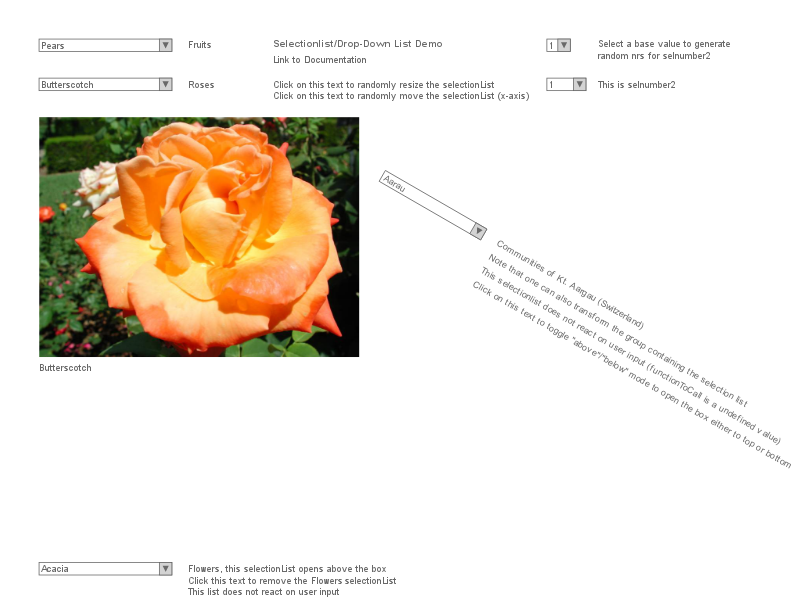 Pears
Fruits
Selectionlist/Drop-Down List Demo
Link to Documentation
1
Select a base value to generate
random nrs for selnumber2
Butterscotch
Roses
Click on this text to randomly resize the selectionList
Click on this text to randomly move the selectionList (x-axis)
1
This is selnumber2
Aarau
Communities of Kt. Aargau (Switzerland)
Note that one can also transform the group containing the selection list
This selectionlist does not react on user input (functionToCall is a undefined value)
Click on this text to toggle "above"/"below" mode to open the box either to top or bottom
Butterscotch
Acacia
Flowers, this selectionList opens above the box
Click this text to remove the Flowers selectionList
This list does not react on user input